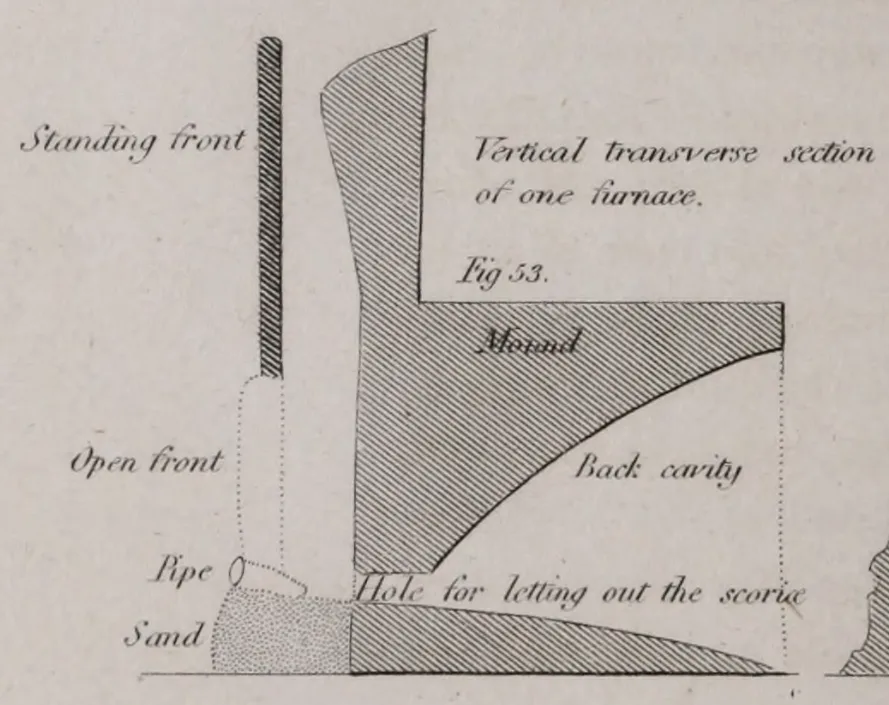 Standing front
Vertical transverse section
of one furnace.
Fig 53.
Mound
Open front
Back cavity
Pipe
Hole for letting out the scoriæ
Sand